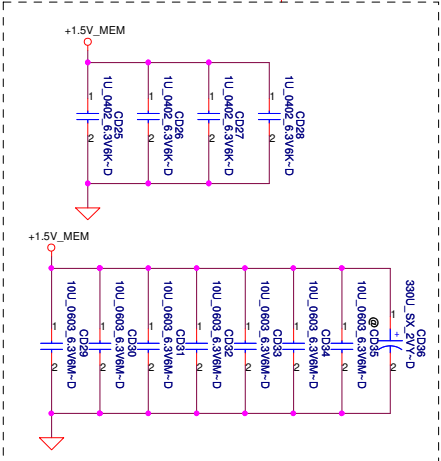 +1.5V_MEM
1
2
CD25
1U_0402_6.3V6K~D
1
2
CD26
1U_0402_6.3V6K~D
1
2
CD27
1U_0402_6.3V6K~D
1
2
CD28
1U_0402_6.3V6K~D
+1.5V_MEM
1
2
CD29
10U_0603_6.3V6M~D
1
2
CD30
10U_0603_6.3V6M~D
1
2
CD31
10U_0603_6.3V6M~D
1
2
CD32
10U_0603_6.3V6M~D
1
2
CD33
10U_0603_6.3V6M~D
1
2
CD34
10U_0603_6.3V6M~D
1
2
@CD35
10U_0603_6.3V6M~D
1
+
2
CD36
330U_SX_2VY~D